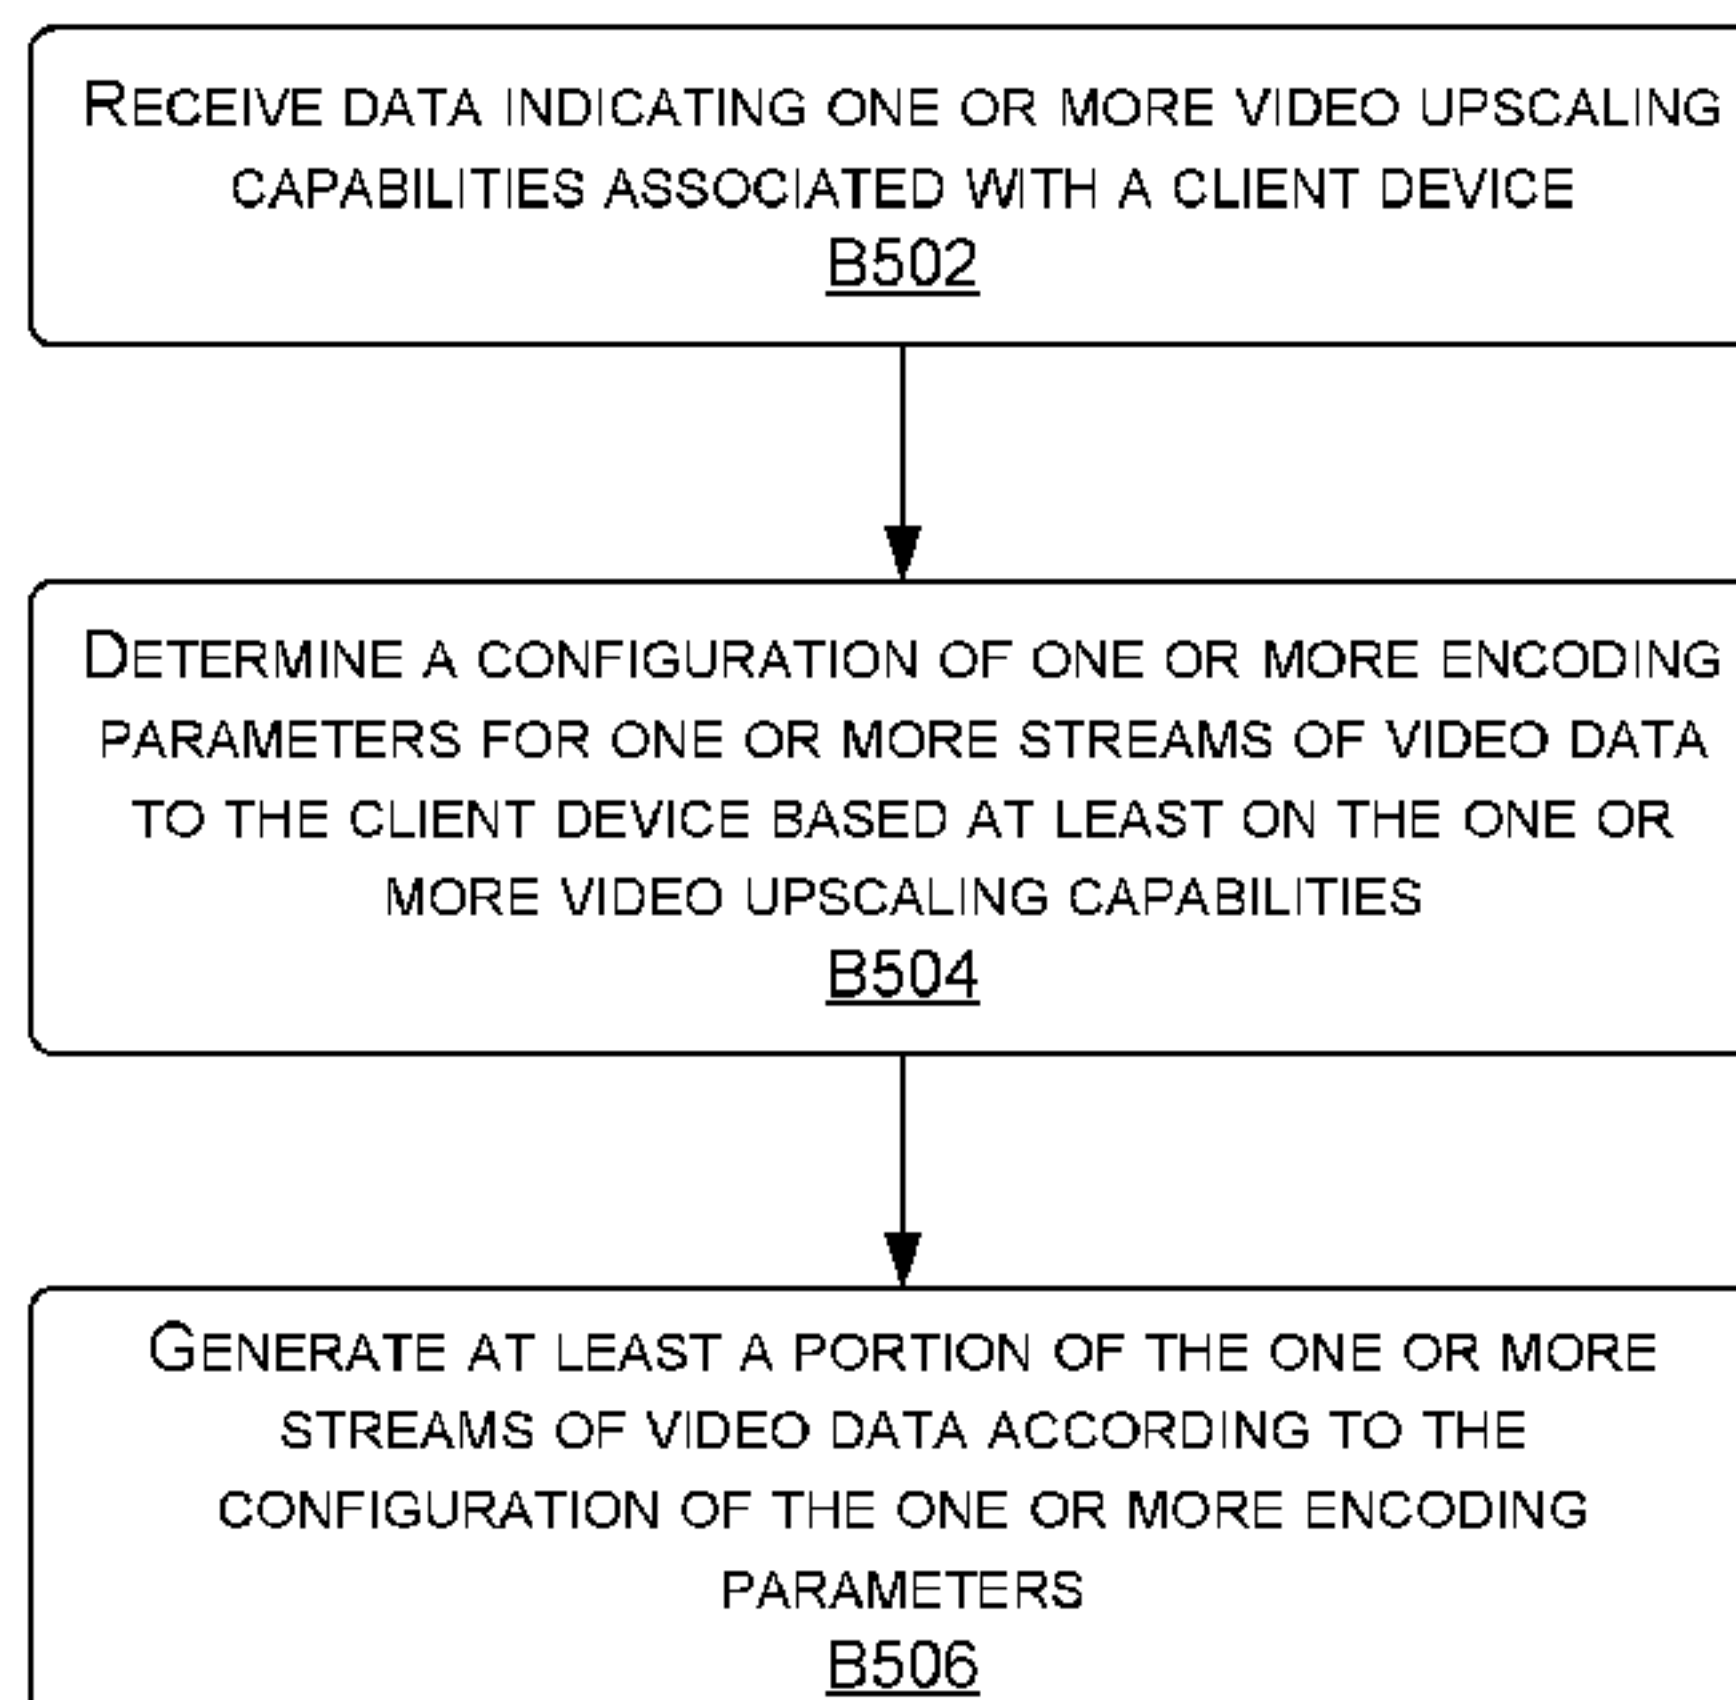 RECEIVE DATA INDICATING ONE OR MORE VIDEO UPSCALING
CAPABILITIES ASSOCIATED WITH A CLIENT DEVICE
B502
DETERMINE A CONFIGURATION OF ONE OR MORE ENCODING
PARAMETERS FOR ONE OR MORE STREAMS OF VIDEO DATA
TO THE CLIENT DEVICE BASED AT LEAST ON THE ONE OR
MORE VIDEO UPSCALING CAPABILITIES
B504
GENERATE AT LEAST A PORTION OF THE ONE OR MORE
STREAMS OF VIDEO DATA ACCORDING TO THE
CONFIGURATION OF THE ONE OR MORE ENCODING
PARAMETERS
B506